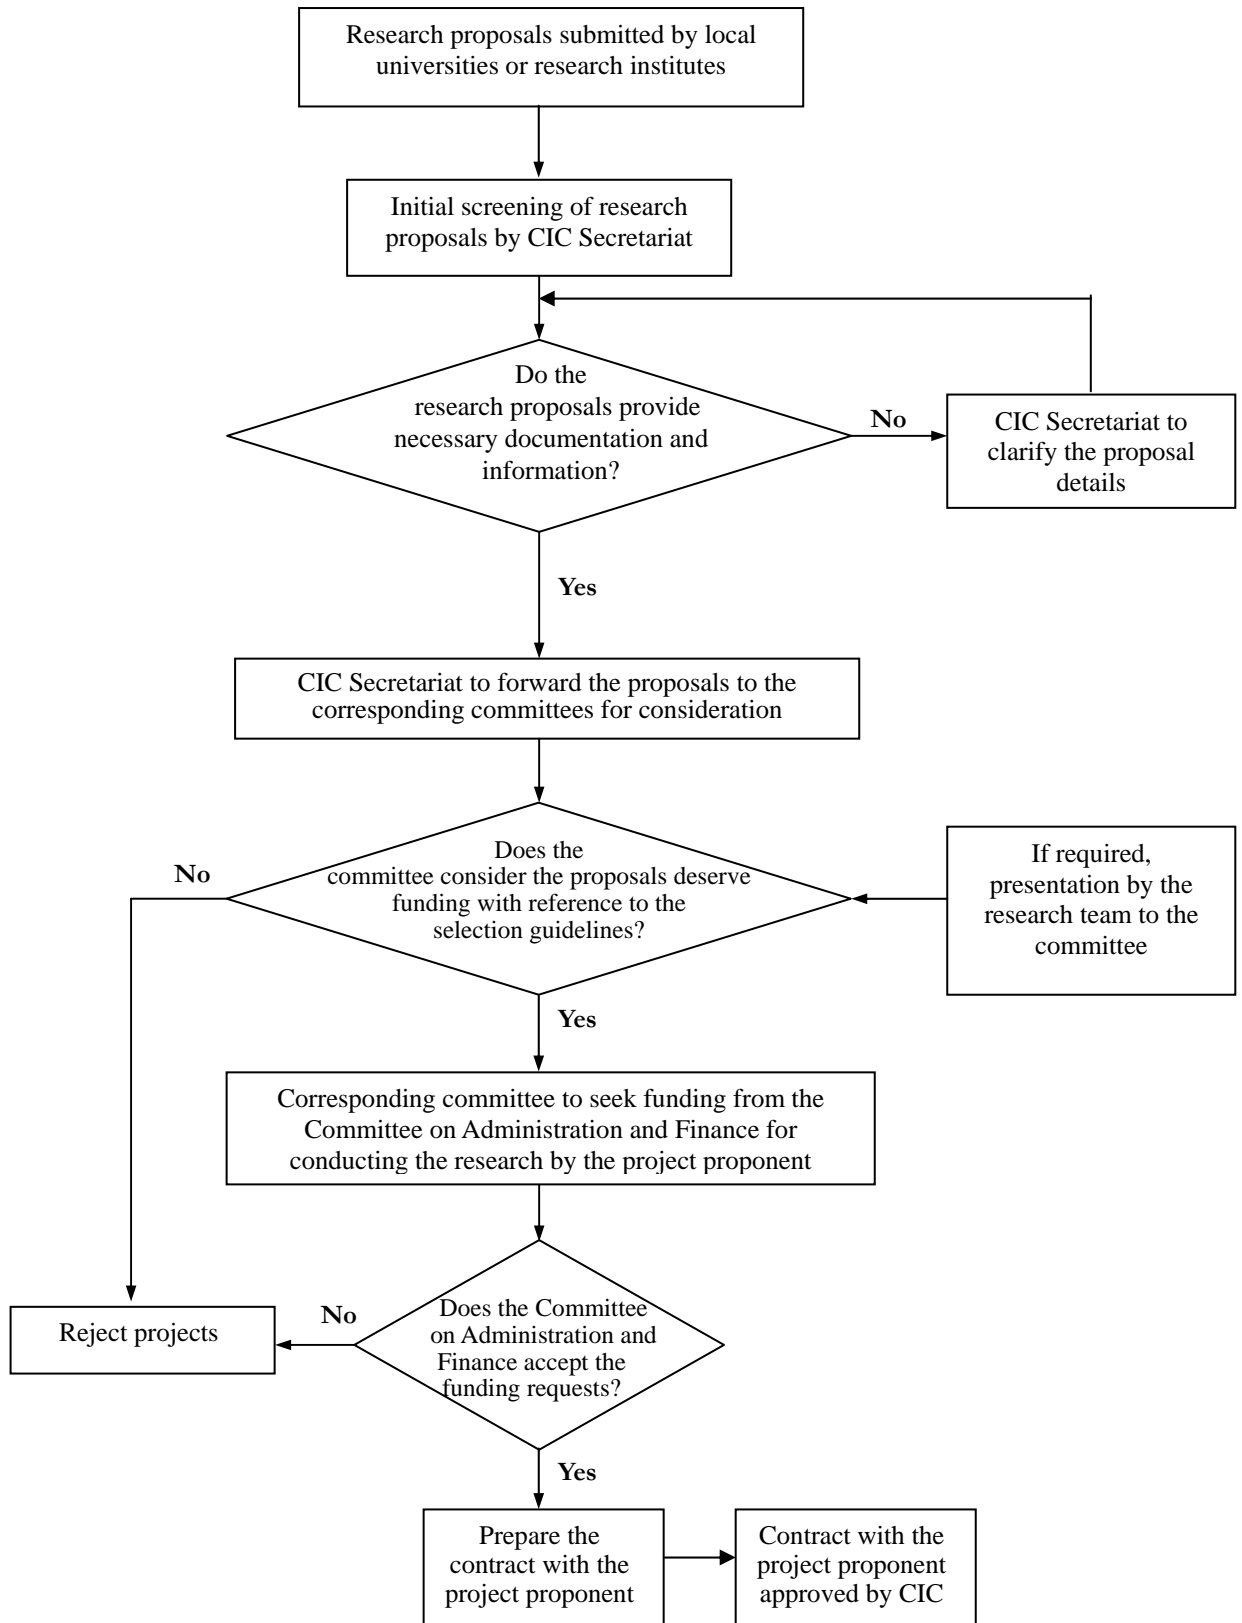 Research proposals submitted by local
universities or research institutes
Initial screening of research
proposals by CIC Secretariat
Do the
research proposals provide
necessary documentation and
information?
No
CIC Secretariat to
clarify the proposal
details
Yes
CIC Secretariat to forward the proposals to the
corresponding committees for consideration
Does the
committee consider the proposals deserve
funding with reference to the
selection guidelines?
No
If required,
presentation by the
research team to the
committee
Yes
Corresponding committee to seek funding from the
Committee on Administration and Finance for
conducting the research by the project proponent
Does the Committee
on Administration and
Finance accept the
funding requests?
No
Reject projects
Yes
Prepare the
contract with the
project proponent
Contract with the
project proponent
approved by CIC